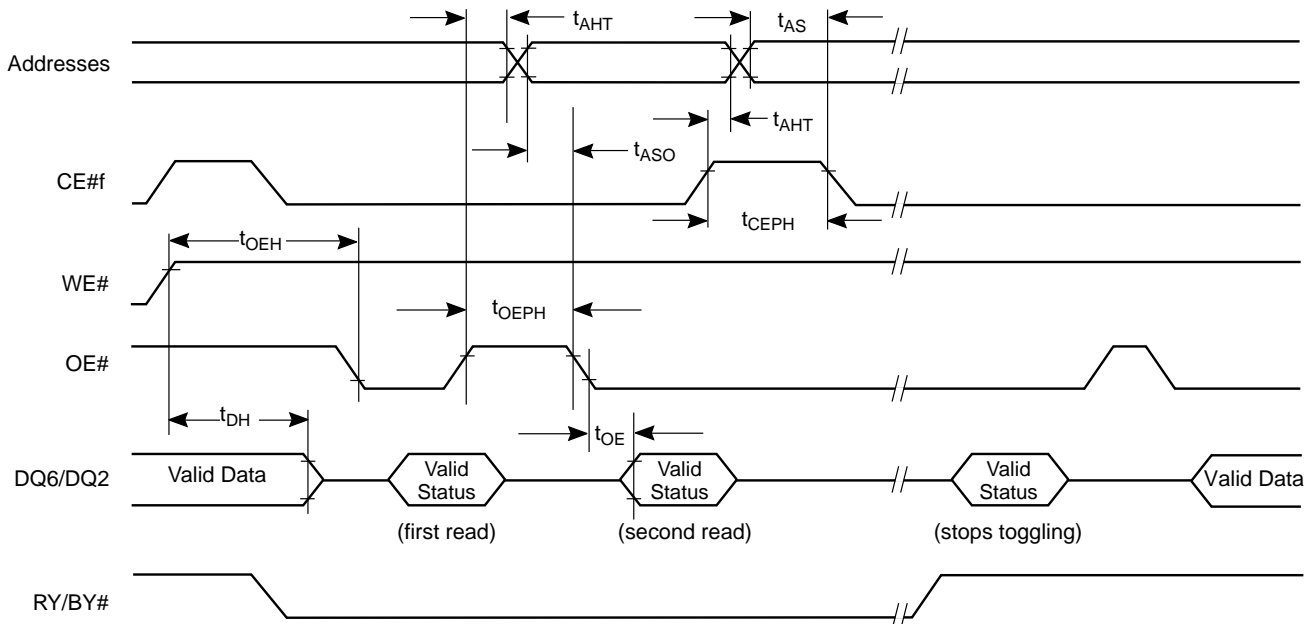 tAHT
tAS
Addresses
tAHT
tASO
CE#f
tCEPH
tOEH
WE#
tOEPH
OE#
tDH
tOE
DQ6/DQ2
Valid Data
Valid
Status
Valid
Status
Valid
Status
Valid Data
(first read)
(second read)
(stops toggling)
RY/BY#